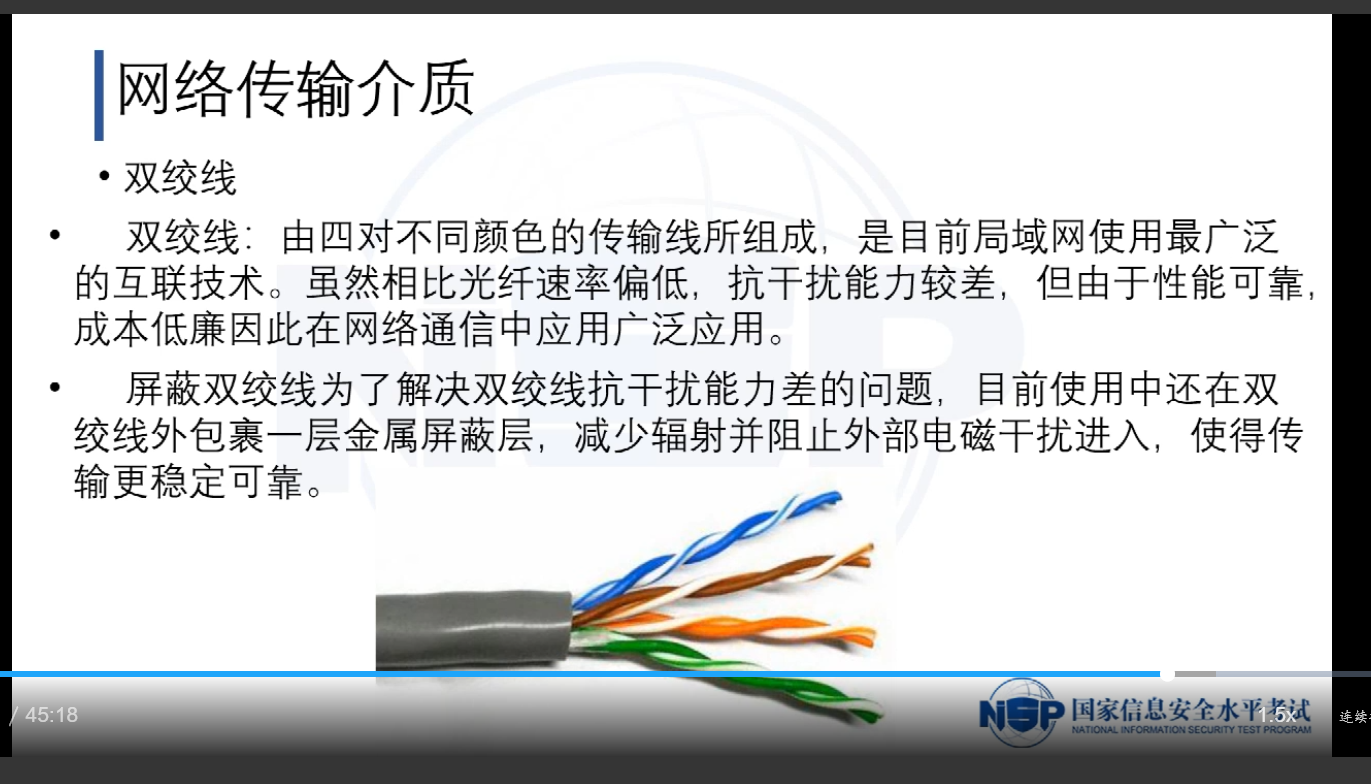 网络传输介质
• 双绞线
• 双绞线：由四对不同颜色的传输线所组成，是目前局域网使用最广泛
的互联技术。虽然相比光纤速率偏低，抗干扰能力较差，但由于性能可靠，
成本低廉因此在网络通信中应用广泛应用。
• 屏蔽双绞线为了解决双绞线抗干扰能力差的问题，目前使用中还在双
绞线外包裹一层金属屏蔽层，减少辐射并阻止外部电磁干扰进入，使得传
输更稳定可靠。
NISP 国家信息安全水平考试
NATIONAL INFORMATION SECURITY TEST PROGRAM
/ 45:18
1.5x
连续